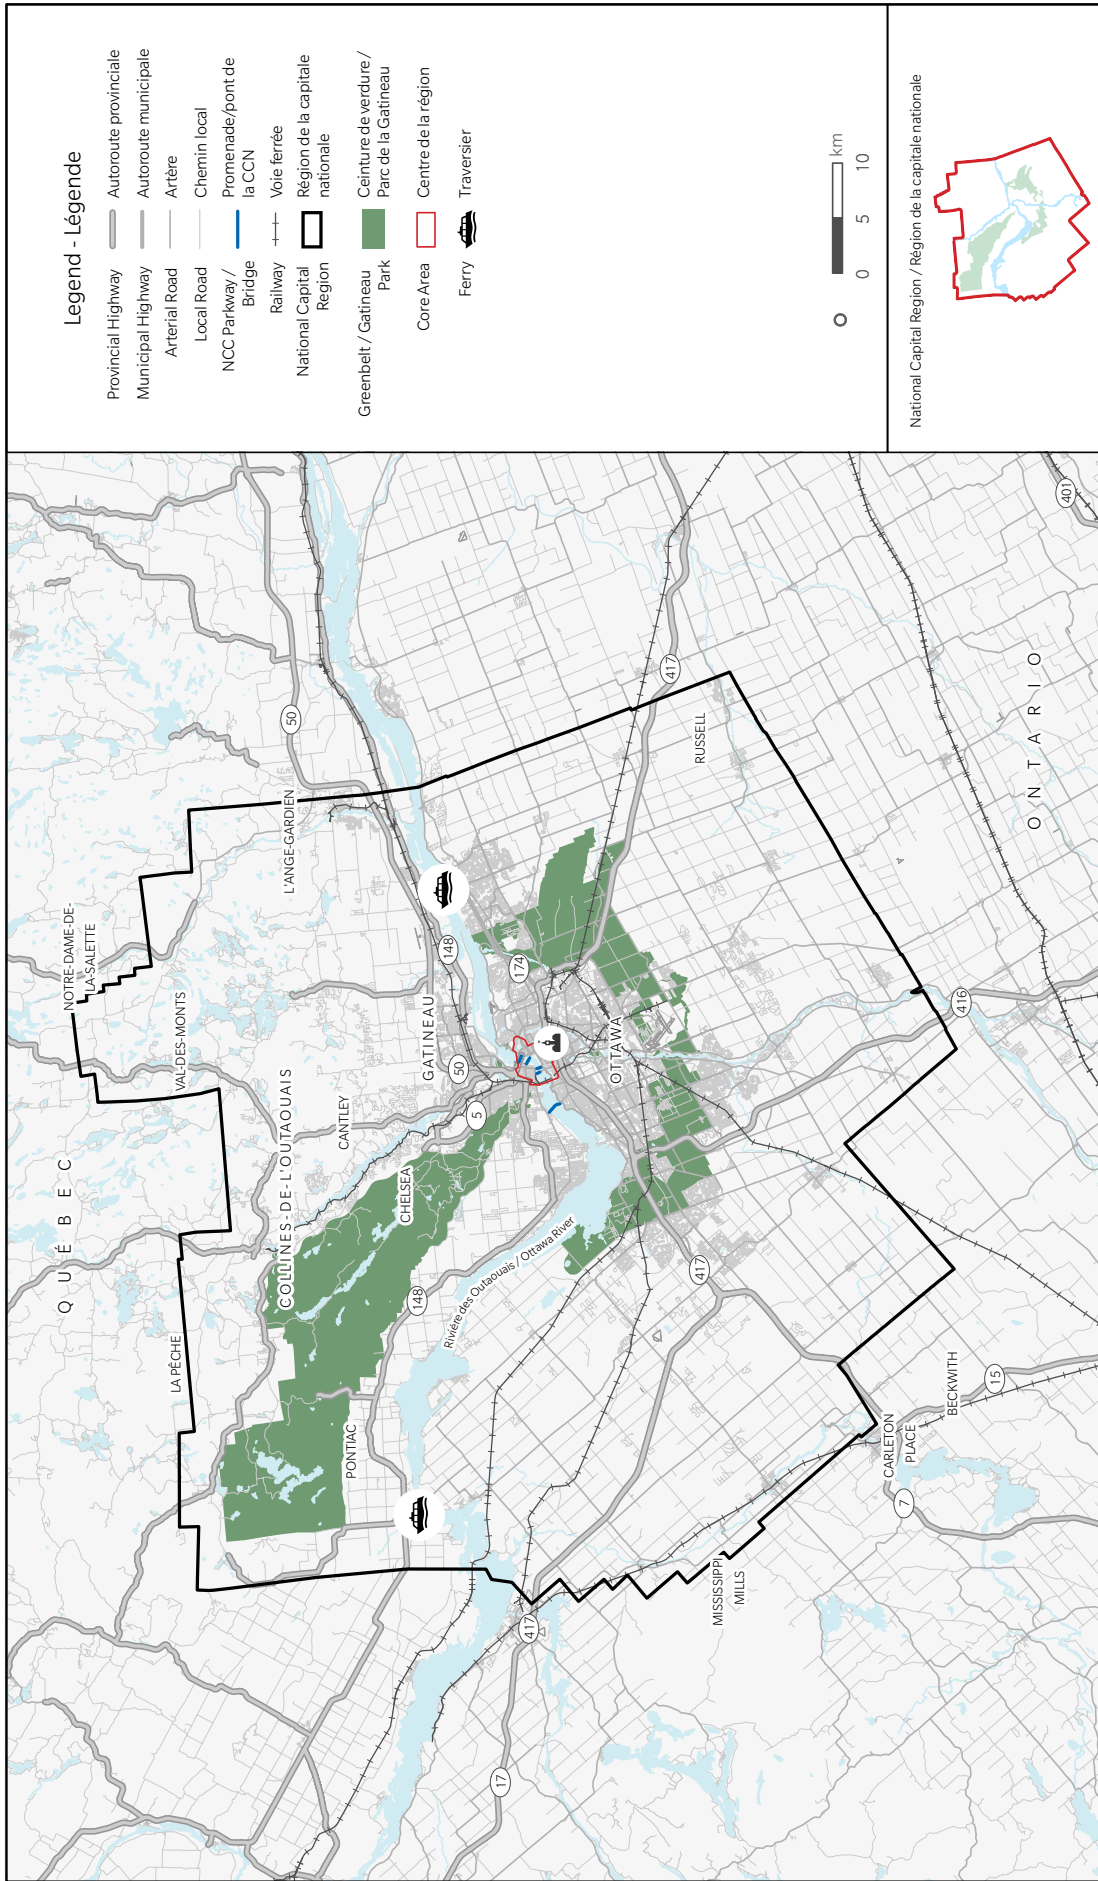 Legend - Légende
Provincial Highway
Autoroute provinciale
Municipal Highway
Autoroute municipale
Arterial Road
Artère
Local Road
Chemin local
NCC Parkway /
Bridge
Promenade/pont de
la CCN
Railway
Voie ferrée
National Capital
Region
Région de la capitale
nationale
Greenbelt / Gatineau
Park
Ceinture de verdure /
Parc de la Gatineau
Core Area
Centre de la région
Ferry
Traversier
0
5
10
km
National Capital Region / Région de la capitale nationale
QUÉBEC
NOTRE-DAME-DE-
LA-SALETTE
VAL-DES-MONTS
LA PÊCHE
L'ANGE-GARDIEN
50
COLLINES-DE-L'OUTAOUAIS
CANTLEY
CHELSEA
PONTIAC
GATINEAU
148
50
5
148
174
Rivière des Outaouais / Ottawa River
OTTAWA
417
RUSSELL
417
417
17
MISSISSIPPI
MILLS
CARLETON
PLACE
7
BECKWITH
15
416
401
ONTARIO